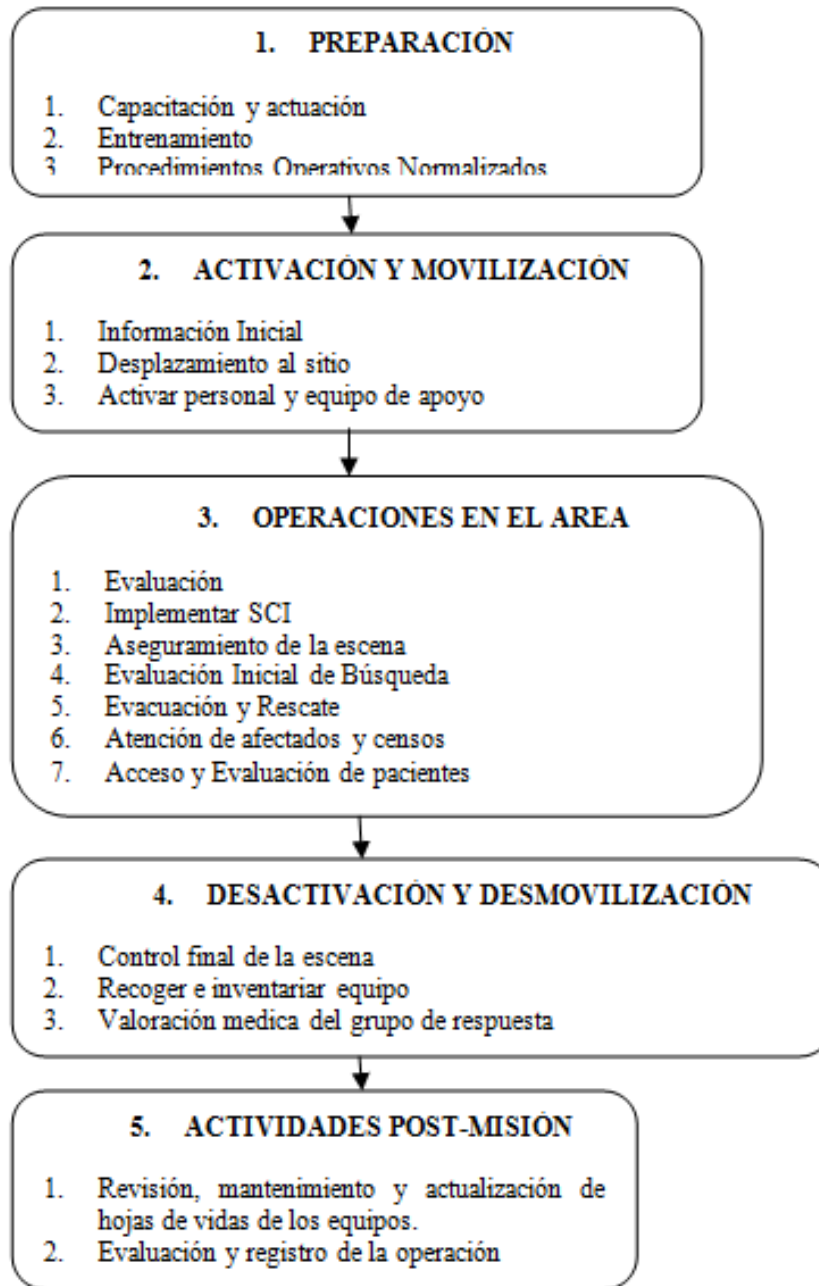 1. PREPARACIÓN
1. Capacitación y actuación
2. Entrenamiento
3 Procedimientos Operativos Normalizados
2. ACTIVACIÓN Y MOVILIZACIÓN
1. Información Inicial
2. Desplazamiento al sitio
3. Activar personal y equipo de apoyo
3. OPERACIONES EN EL AREA
1. Evaluación
2. Implementar SCI
3. Aseguramiento de la escena
4. Evaluación Inicial de Búsqueda
5. Evacuación y Rescate
6. Atención de afectados y censos
7. Acceso y Evaluación de pacientes
4. DESACTIVACIÓN Y DESMOVILIZACIÓN
1. Control final de la escena
2. Recoger e inventariar equipo
3. Valoración medica del grupo de respuesta
5. ACTIVIDADES POST-MISIÓN
1. Revisión, mantenimiento y actualización de
hojas de vidas de los equipos.
2. Evaluación y registro de la operación